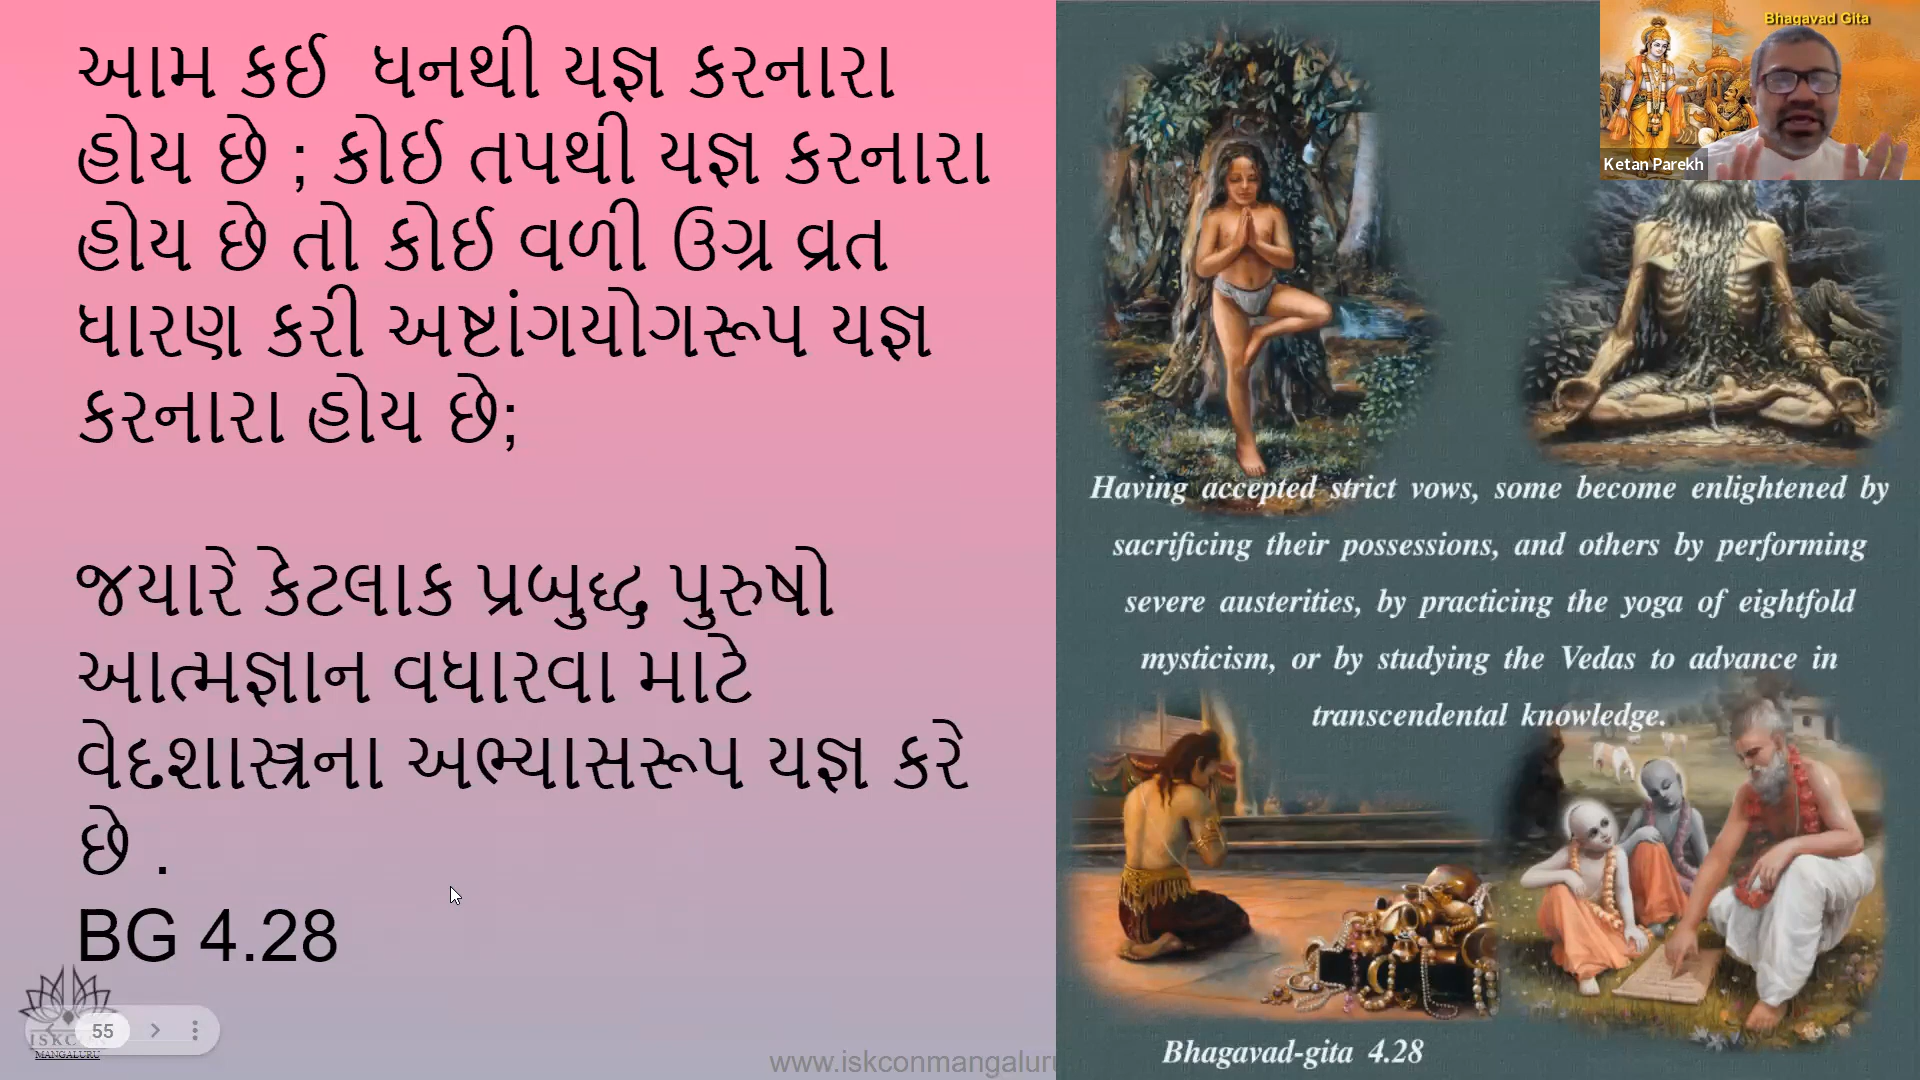 આમ કઈ ધનથી યજ્ઞ કરનારા
હોય છે ; કોઈ તપથી યજ્ઞ કરનારા
હોય છે તો કોઈ વળી ઉગ્ર વ્રત
ધારણ કરી અષ્ટાંગયોગરૂપ યજ્ઞ
કરનારા હોય છે;
જયારે કેટલાક પ્રબુદ્ધ પુરુષો
આત્મજ્ઞાન વધારવા માટે
વેદશાસ્ત્રના અભ્યાસરૂપ યજ્ઞ કરે
છે .
BG 4.28
55
MANGALURU
www.iskconmangalur
Bhagavad Gita
Ketan Parekh
Having accepted strict vows, some become enlightened by
sacrificing their possessions, and others by performing
severe austerities, by practicing the yoga of eightfold
mysticism, or by studying the Vedas to advance in
transcendental knowledge.
Bhagavad-gita 4.28